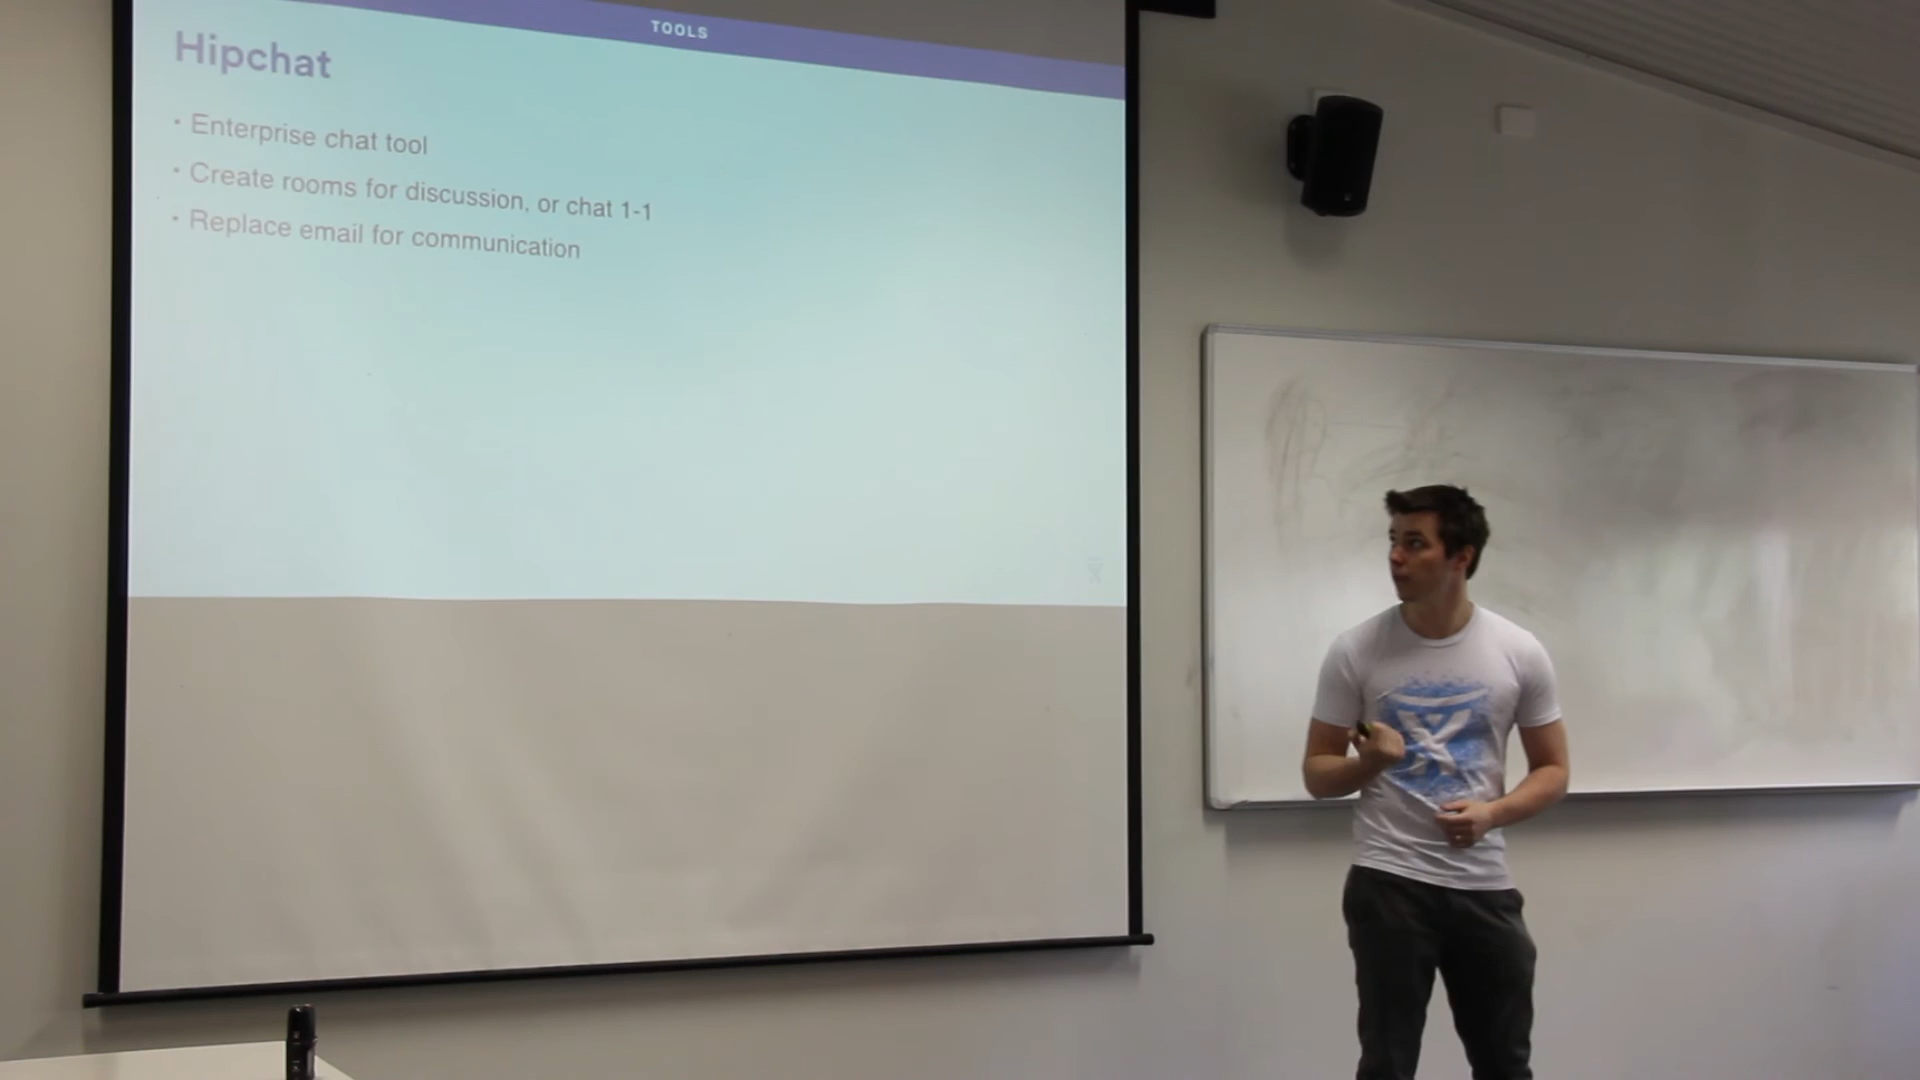 TOOLS
Hipchat
• Enterprise chat tool
• Create rooms for discussion, or chat 1-1
• Replace email for communication